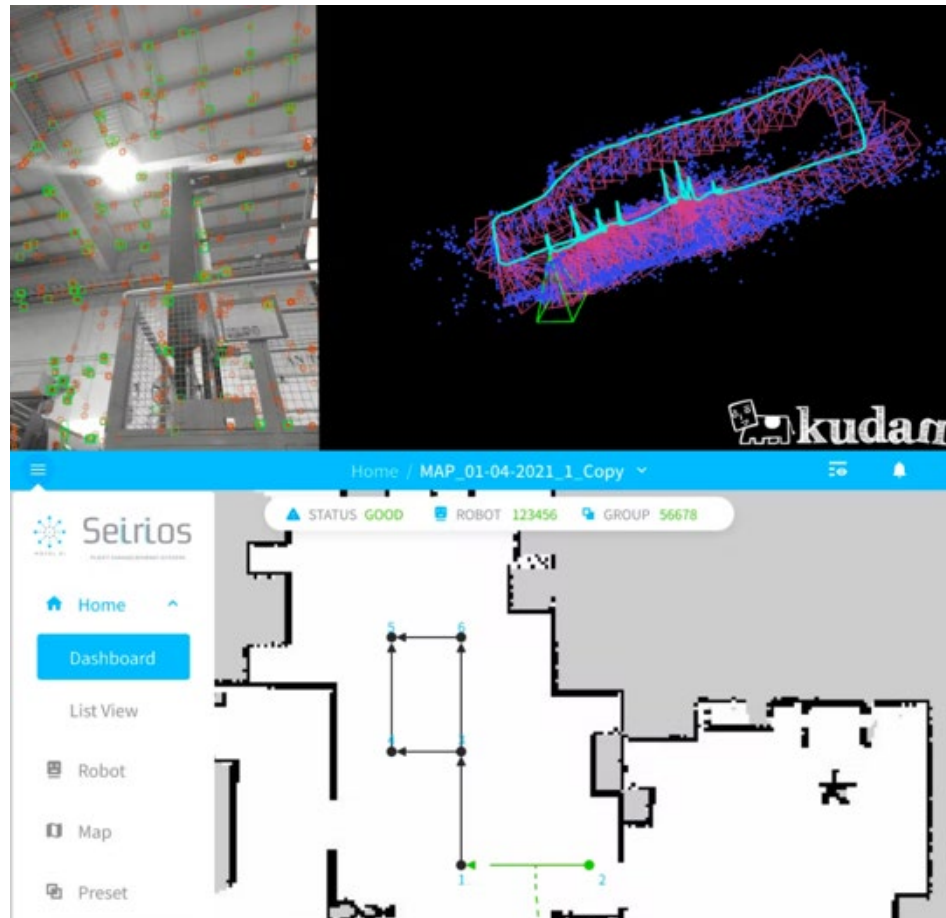 kudan
Home / MAP_01-04-2021_1_Copy
STATUS GOOD ROBOT 123456 GROUP 56678
Seirios
Home
Dashboard
List View
Robot
Map
Preset
5 6
4 3
1 2